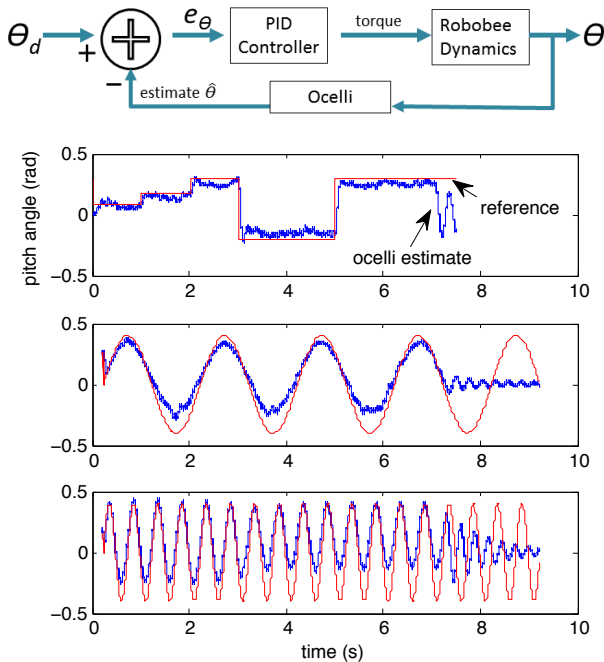 Θd
+
−
eΘ
PID
Controller
torque
Robobee
Dynamics
Θ
estimate θ̂
Ocelli
pitch angle (rad)
0.5
0
−0.5
reference
ocelli estimate
0 2 4 6 8 10
0.5
0
−0.5
0 2 4 6 8 10
0.5
0
−0.5
0 2 4 6 8 10
time (s)